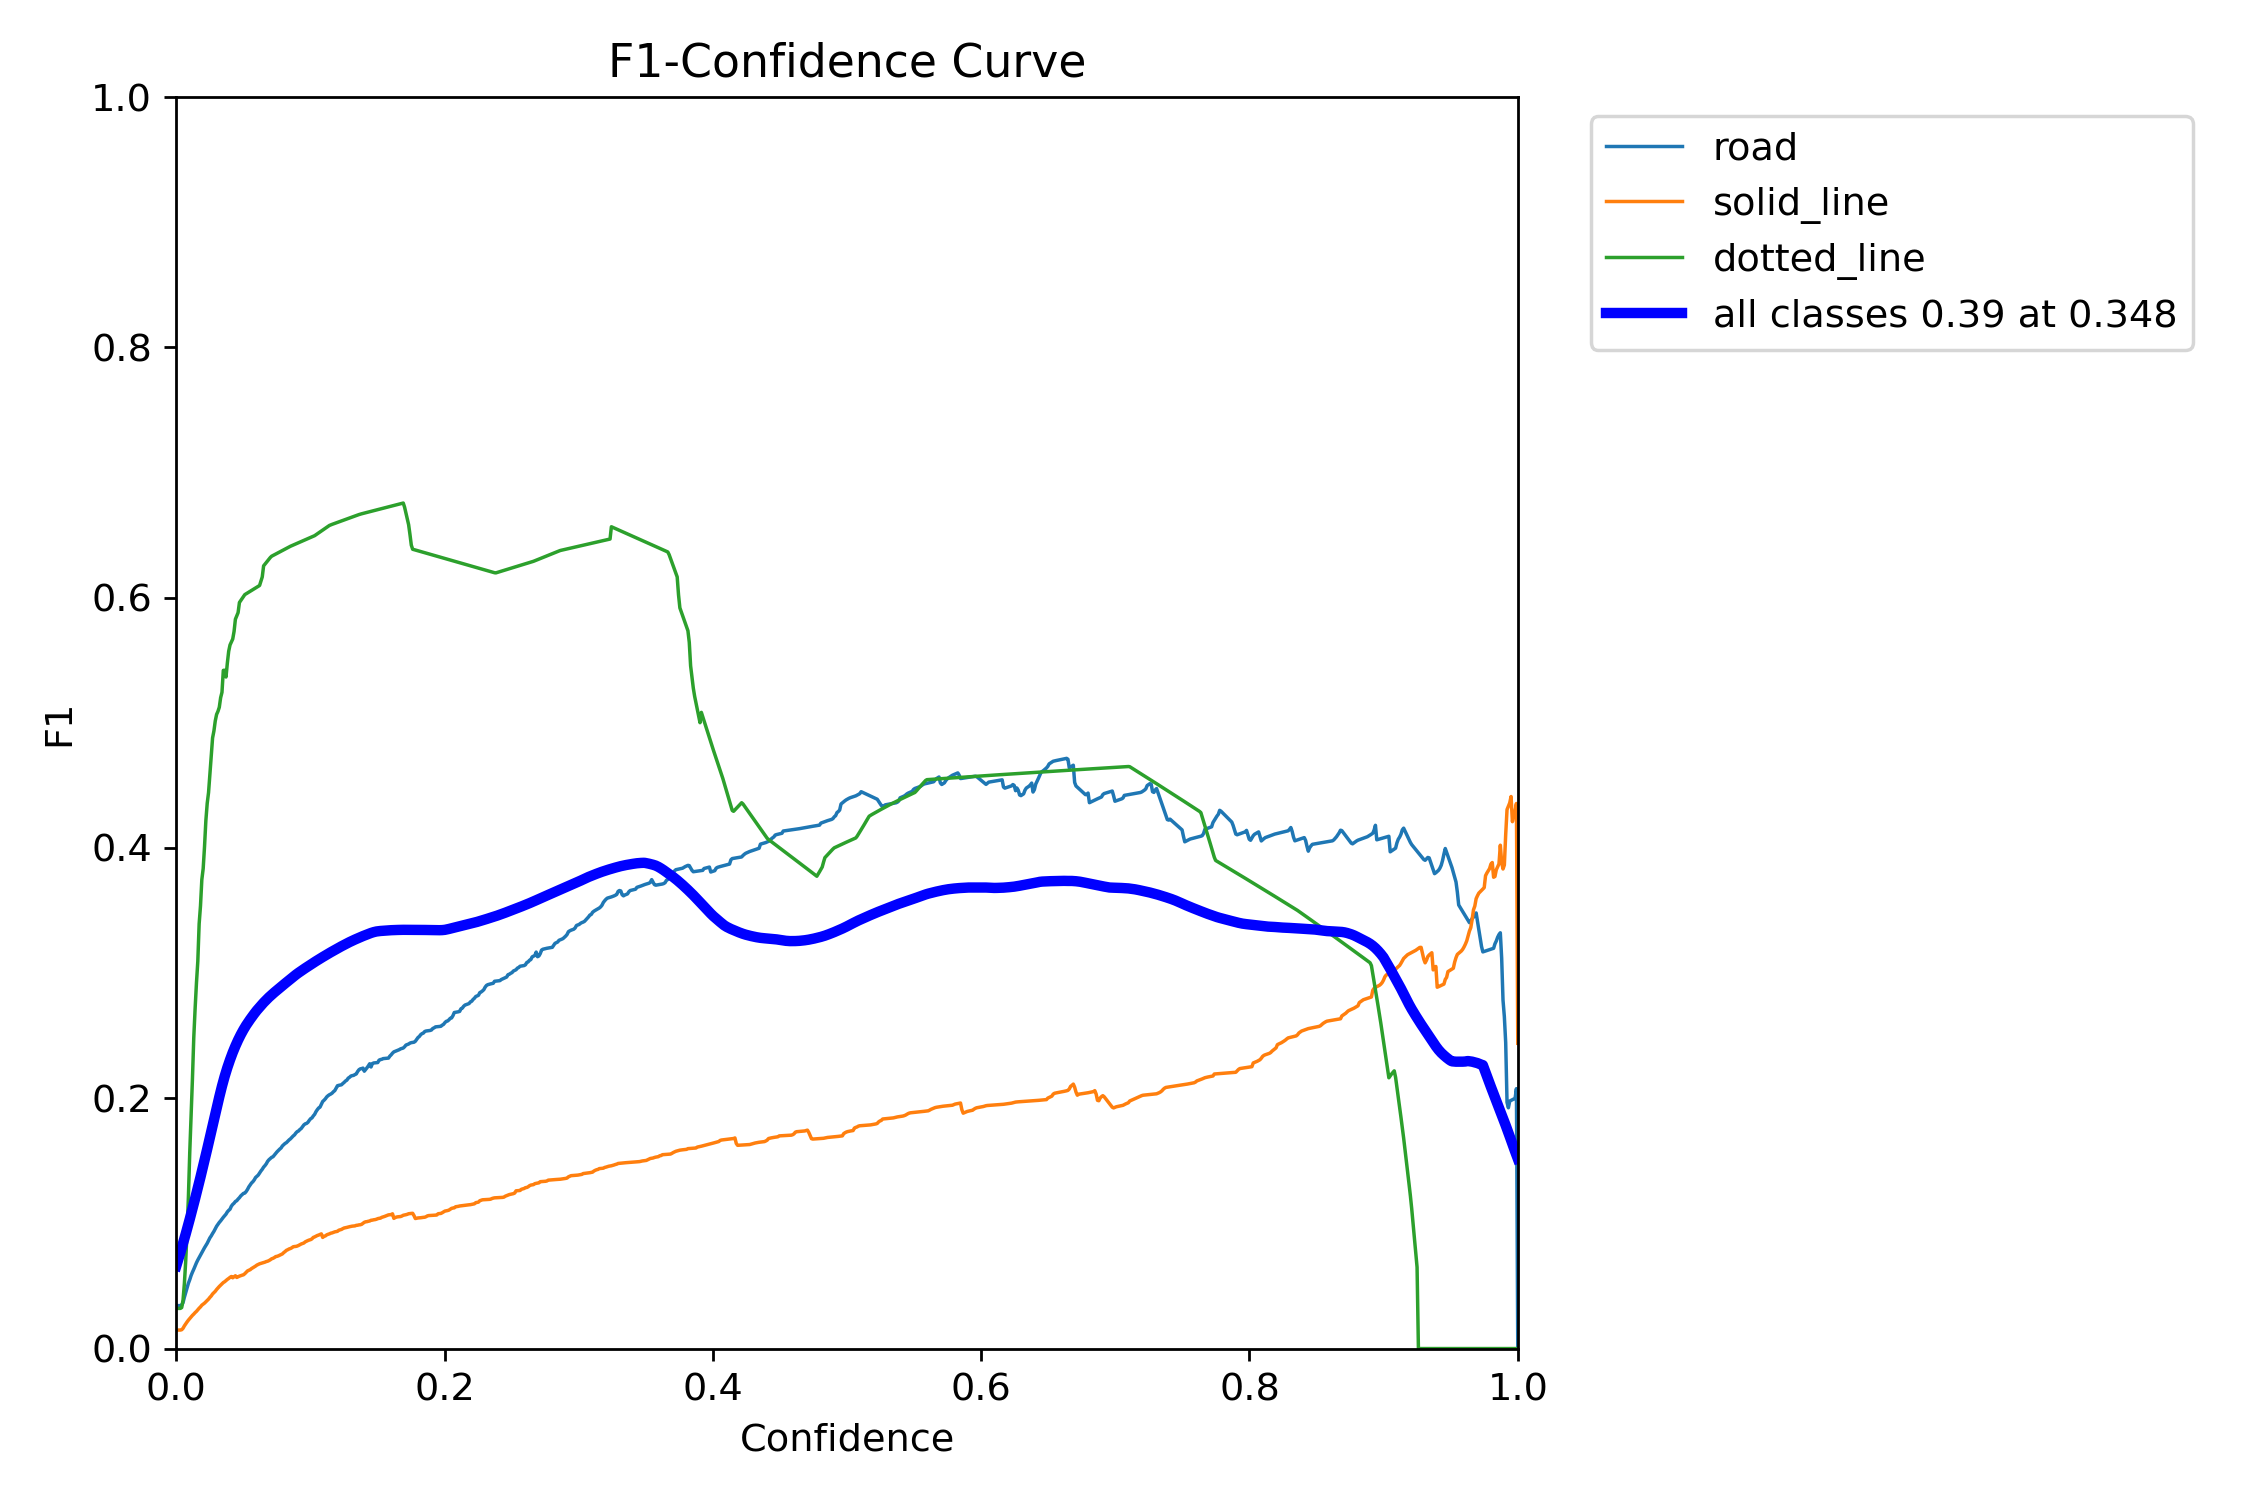 F1-Confidence Curve
1.0
0.8
0.6
0.4
0.2
0.0
F1
0.0 0.2 0.4 0.6 0.8 1.0
Confidence
road
solid_line
dotted_line
all classes 0.39 at 0.348